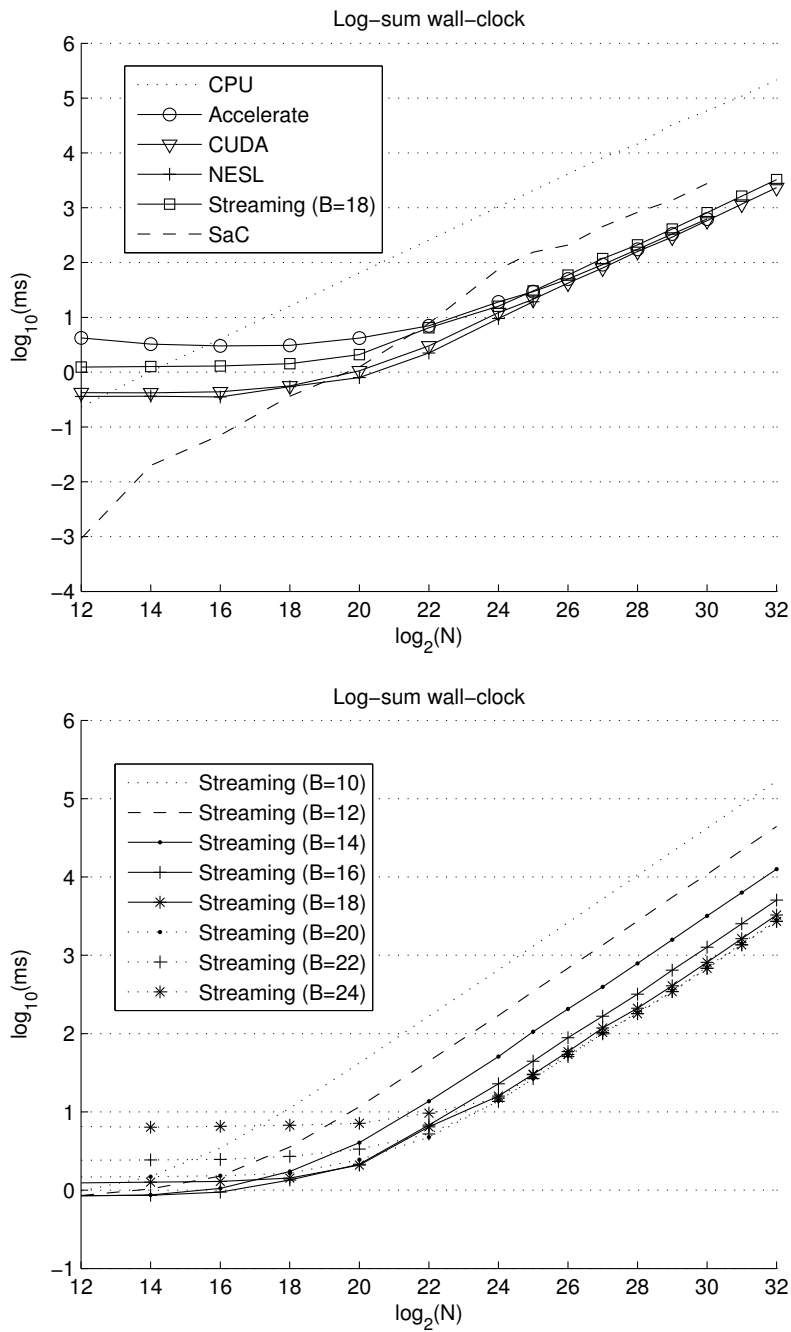 Log−sum wall−clock
6
5
4
3
2
1
0
−1
−2
−3
−4
log10(ms)
CPU
Accelerate
CUDA
NESL
Streaming (B=18)
SaC
12 14 16 18 20 22 24 26 28 30 32
log2(N)
Log−sum wall−clock
6
5
4
3
2
1
0
−1
log10(ms)
Streaming (B=10)
Streaming (B=12)
Streaming (B=14)
Streaming (B=16)
Streaming (B=18)
Streaming (B=20)
Streaming (B=22)
Streaming (B=24)
12 14 16 18 20 22 24 26 28 30 32
log2(N)